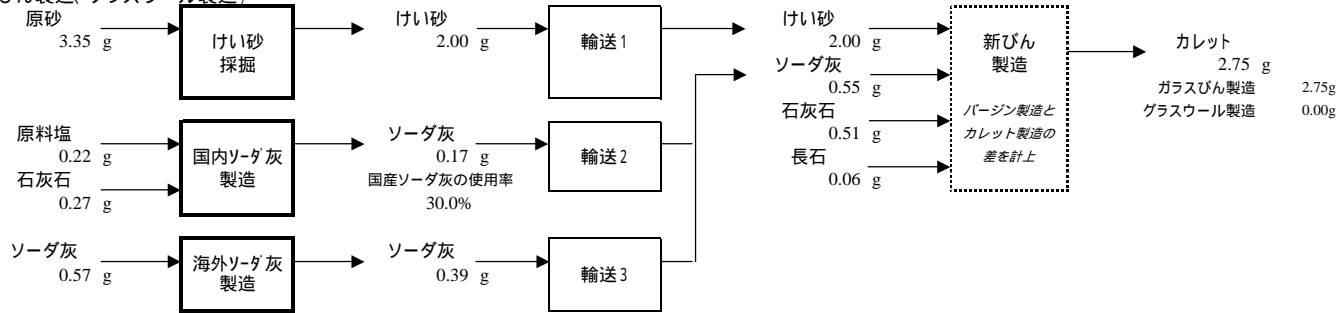 原砂
3.35 g
けい砂
採掘
けい砂
2.00 g
輸送1
けい砂
2.00 g
ソーダ灰
0.55 g
石灰石
0.51 g
長石
0.06 g
新びん
製造
バージン製造と
カレット製造の
差を計上
カレット
2.75 g
ガラスびん製造 2.75g
グラスウール製造 0.00g
原料塩
0.22 g
石灰石
0.27 g
国内ソーダ灰
製造
ソーダ灰
0.17 g
国産ソーダ灰の使用率
30.0%
輸送2
ソーダ灰
0.57 g
海外ソーダ灰
製造
ソーダ灰
0.39 g
輸送3